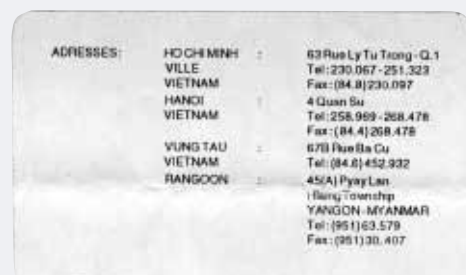 ADRESSES: HO CHI MINH : 63 Rue Ly Tu Trong - Q.1
VILLE Tel: 230.067 - 251.323
VIETNAM Fax: (84.8) 230.097
HANOI : 4 Quan Su
VIETNAM Tel: 258.969 - 268.478
Fax: (84.4) 268.478
VUNG TAU : 67B Rue Ba Cu
VIETNAM Tel: (84.6) 452.932
RANGOON : 45(A) Pyay Lan
Township
YANGON - MYANMAR
Tel: (951) 63.579
Fax: (951) 30.407